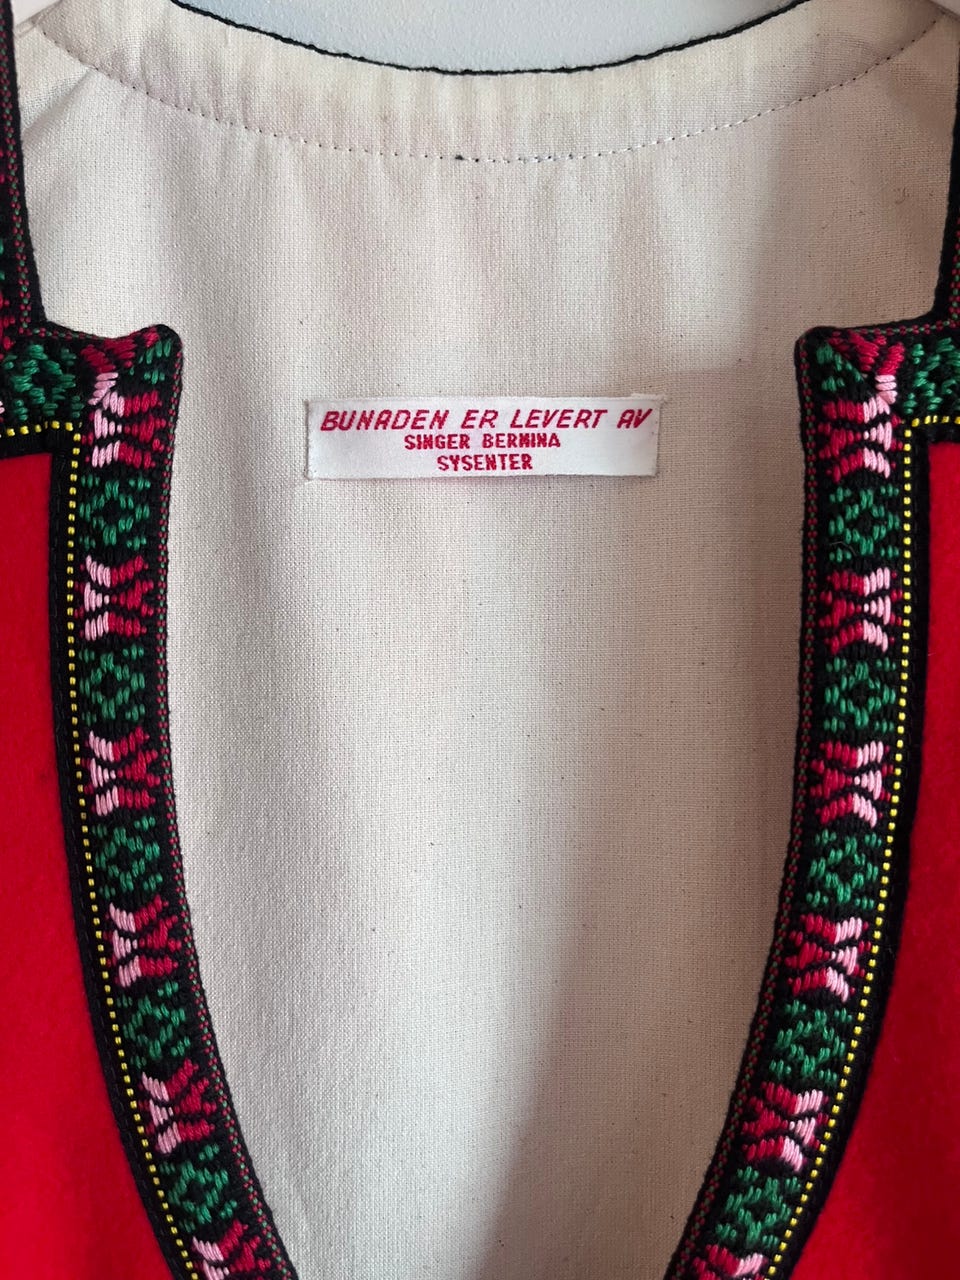 BUNADEN ER LEVERT AV
SINGER BERNINA
SYSENTER